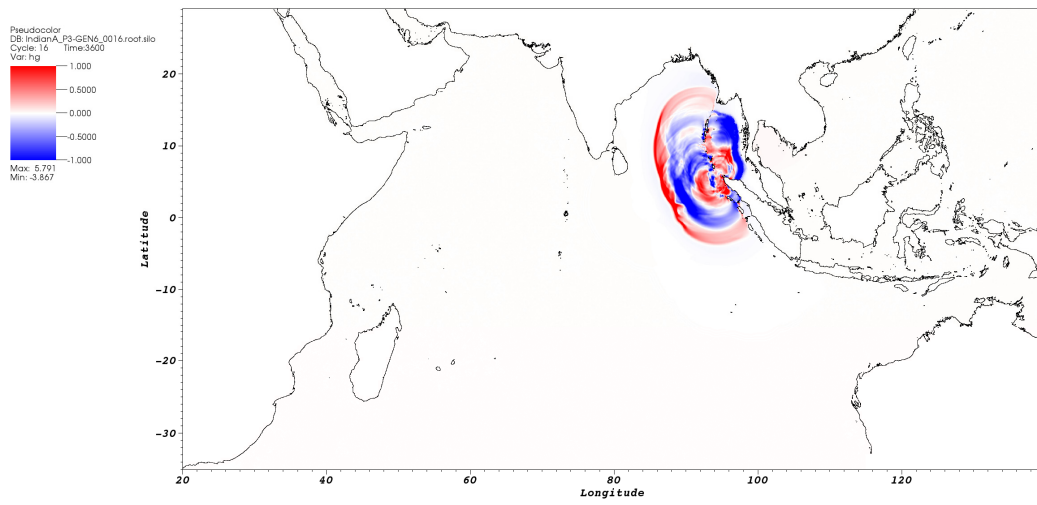 Pseudocolor
DB: IndianA_P3-GEN6_0016.root.silo
Cycle: 16 Time:3600
Var: hg
1.000
0.5000
0.000
-0.5000
-1.000
Max: 5.791
Min: -3.867
20
10
0
-10
-20
-30
Latitude
20
40
60
80
100
120
Longitude